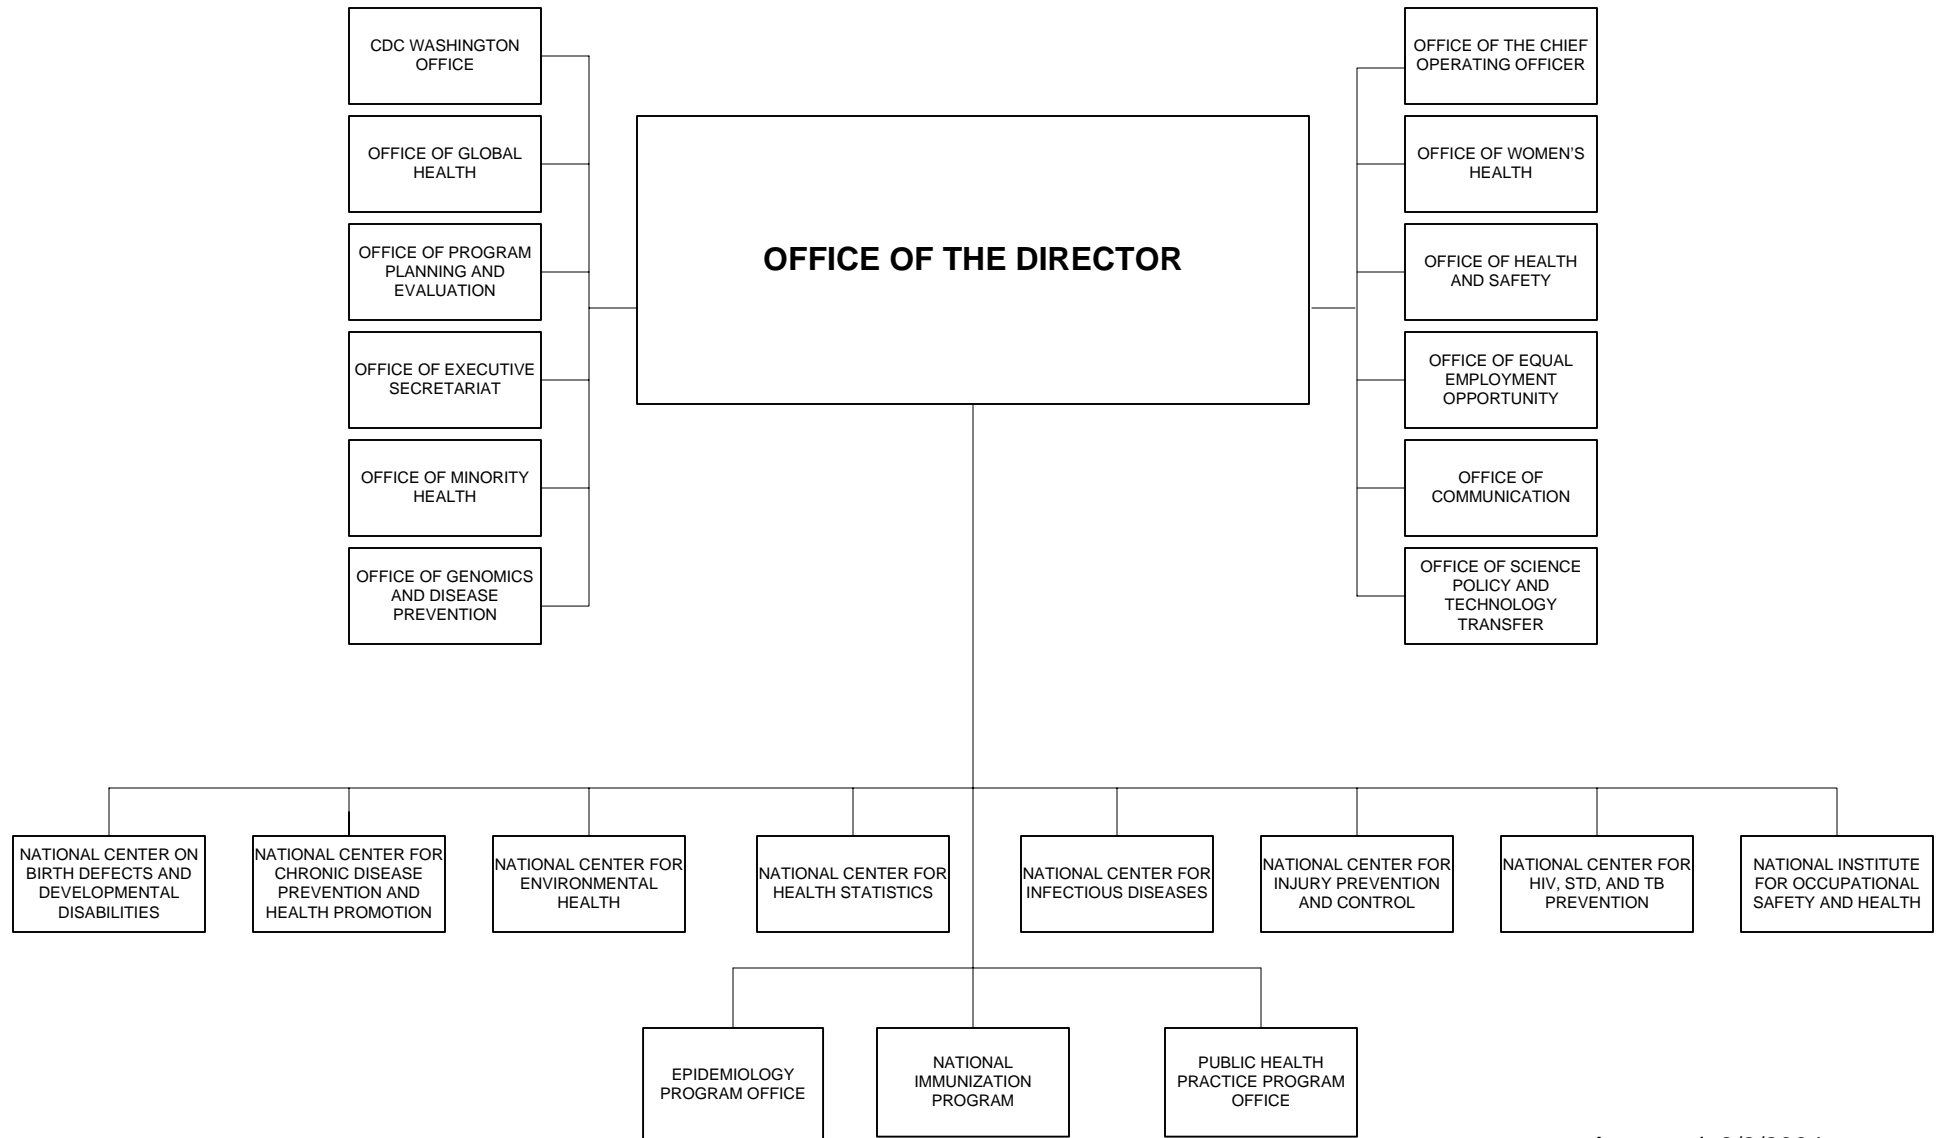 CDC WASHINGTON
OFFICE
OFFICE OF GLOBAL
HEALTH
OFFICE OF PROGRAM
PLANNING AND
EVALUATION
OFFICE OF EXECUTIVE
SECRETARIAT
OFFICE OF MINORITY
HEALTH
OFFICE OF GENOMICS
AND DISEASE
PREVENTION
OFFICE OF THE DIRECTOR
OFFICE OF THE CHIEF
OPERATING OFFICER
OFFICE OF WOMEN'S
HEALTH
OFFICE OF HEALTH
AND SAFETY
OFFICE OF EQUAL
EMPLOYMENT
OPPORTUNITY
OFFICE OF
COMMUNICATION
OFFICE OF SCIENCE
POLICY AND
TECHNOLOGY
TRANSFER
NATIONAL CENTER ON
BIRTH DEFECTS AND
DEVELOPMENTAL
DISABILITIES
NATIONAL CENTER FOR
CHRONIC DISEASE
PREVENTION AND
HEALTH PROMOTION
NATIONAL CENTER FOR
ENVIRONMENTAL
HEALTH
NATIONAL CENTER FOR
HEALTH STATISTICS
NATIONAL CENTER FOR
INFECTIOUS DISEASES
NATIONAL CENTER FOR
INJURY PREVENTION
AND CONTROL
NATIONAL CENTER FOR
HIV, STD, AND TB
PREVENTION
NATIONAL INSTITUTE
FOR OCCUPATIONAL
SAFETY AND HEALTH
EPIDEMIOLOGY
PROGRAM OFFICE
NATIONAL
IMMUNIZATION
PROGRAM
PUBLIC HEALTH
PRACTICE PROGRAM
OFFICE